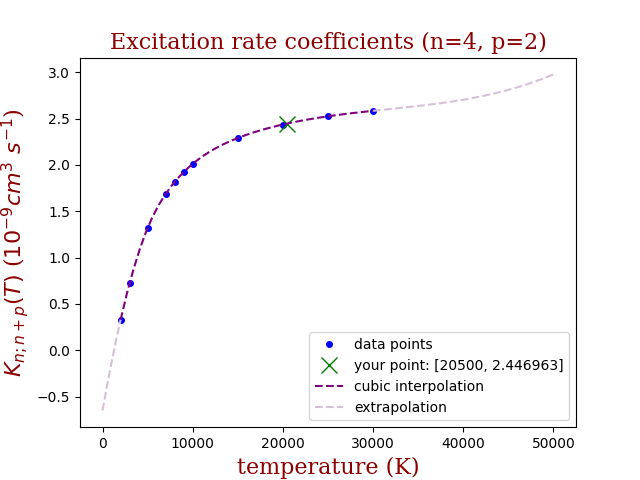 Excitation rate coefficients (n=4, p=2)
K_{n;n+p}(T) (10^{-9}cm^3 s^{-1})
3.0
2.5
2.0
1.5
1.0
0.5
0.0
−0.5
data points
your point: [20500, 2.446963]
cubic interpolation
extrapolation
0 10000 20000 30000 40000 50000
temperature (K)